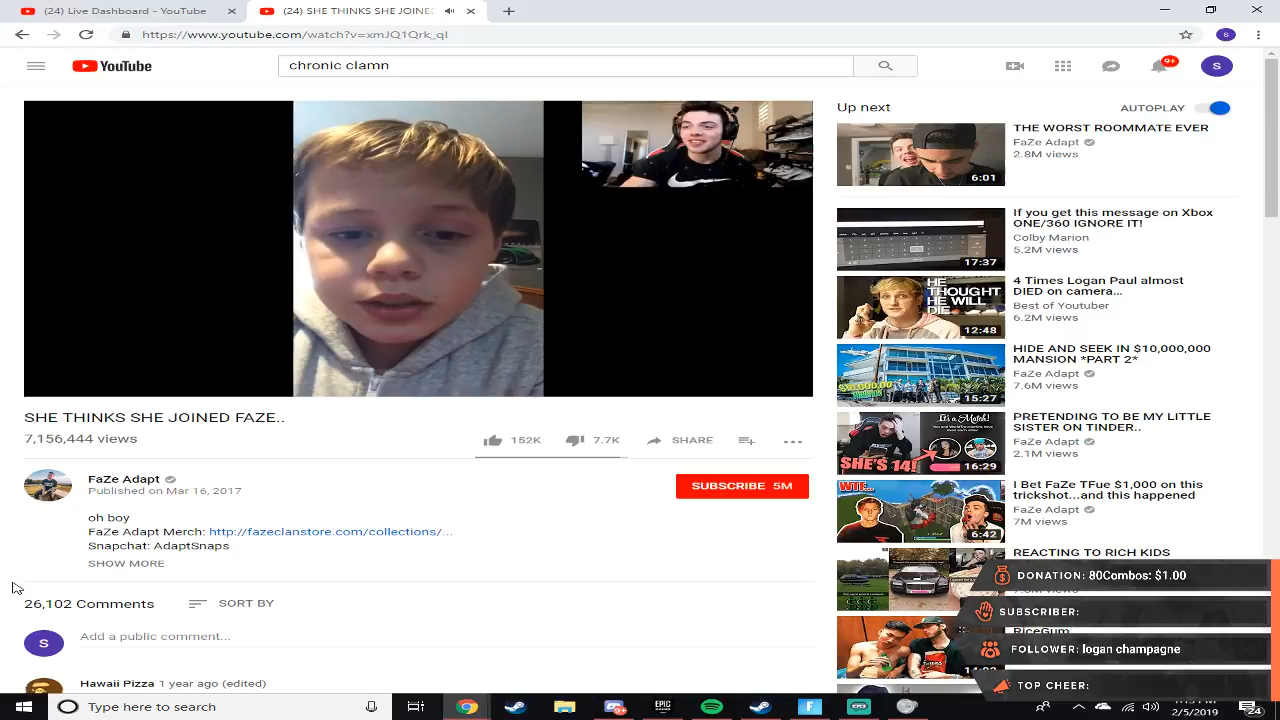 (24) Live Dashboard - YouTube
(24) SHE THINKS SHE JOINED
https://www.youtube.com/watch?v=xmJQ1Qrk_qI
YouTube
chronic clamn
9+
S
S
Up next
AUTOPLAY
THE WORST ROOMMATE EVER
FaZe Adapt
2.8M views
6:01
If you get this message on Xbox
ONE/360 IGNORE IT!
Colby Marion
5.2M views
17:37
4 Times Logan Paul almost
DIED on camera...
Best of Youtuber
6.2M views
HE
THOUGHT
HE WILL
DIE
12:48
HIDE AND SEEK IN $10,000,000
MANSION *PART 2*
FaZe Adapt
7.6M views
15:27
PRETENDING TO BE MY LITTLE
SISTER ON TINDER..
FaZe Adapt
2.1M views
It's a Match!
SHE'S 14!
16:29
I Bet FaZe TFue $1,000 on this
trickshot...and this happened
FaZe Adapt
7M views
WTF..
6:42
REACTING TO RICH KIDS
RiceGum
SHE THINKS SHE JOINED FAZE..
7,156,444 views
152K
7.7K
SHARE
FaZe Adapt
Published on Mar 16, 2017
SUBSCRIBE 5M
oh boy
FaZe Adapt Merch: http://fazeclanstore.com/collections/...
Snapchat: AdaptSnaps
SHOW MORE
26,102 Comments
SORT BY
S
Add a public comment...
Hawaii Pizza 1 year ago (edited)
DONATION: 80Combos: $1.00
SUBSCRIBER:
FOLLOWER: logan champagne
TOP CHEER:
Type here to search
EPIC
GAMES
2/5/2019
24